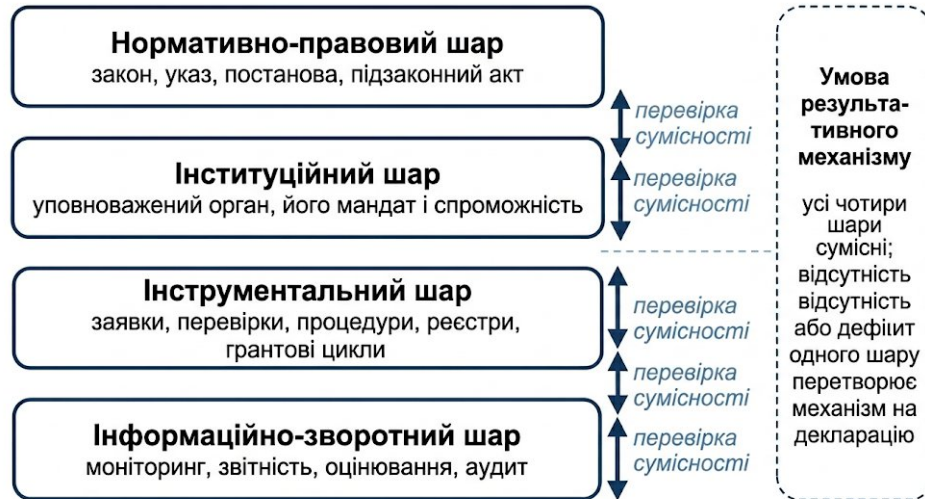 Нормативно-правовий шар
закон, указ, постанова, підзаконний акт
перевірка
сумісності
Інституційний шар
уповноважений орган, його мандат і спроможність
перевірка
сумісності
Інструментальний шар
заявки, перевірки, процедури, реєстри,
грантові цикли
перевірка
сумісності
перевірка
сумісності
Інформаційно-зворотний шар
моніторинг, звітність, оцінювання, аудит
перевірка
сумісності
Умова
результа-
тивного
механізму
усі чотири
шари
сумісні;
відсутність
відсутність
або дефіцит
одного шару
перетворює
механізм на
декларацію